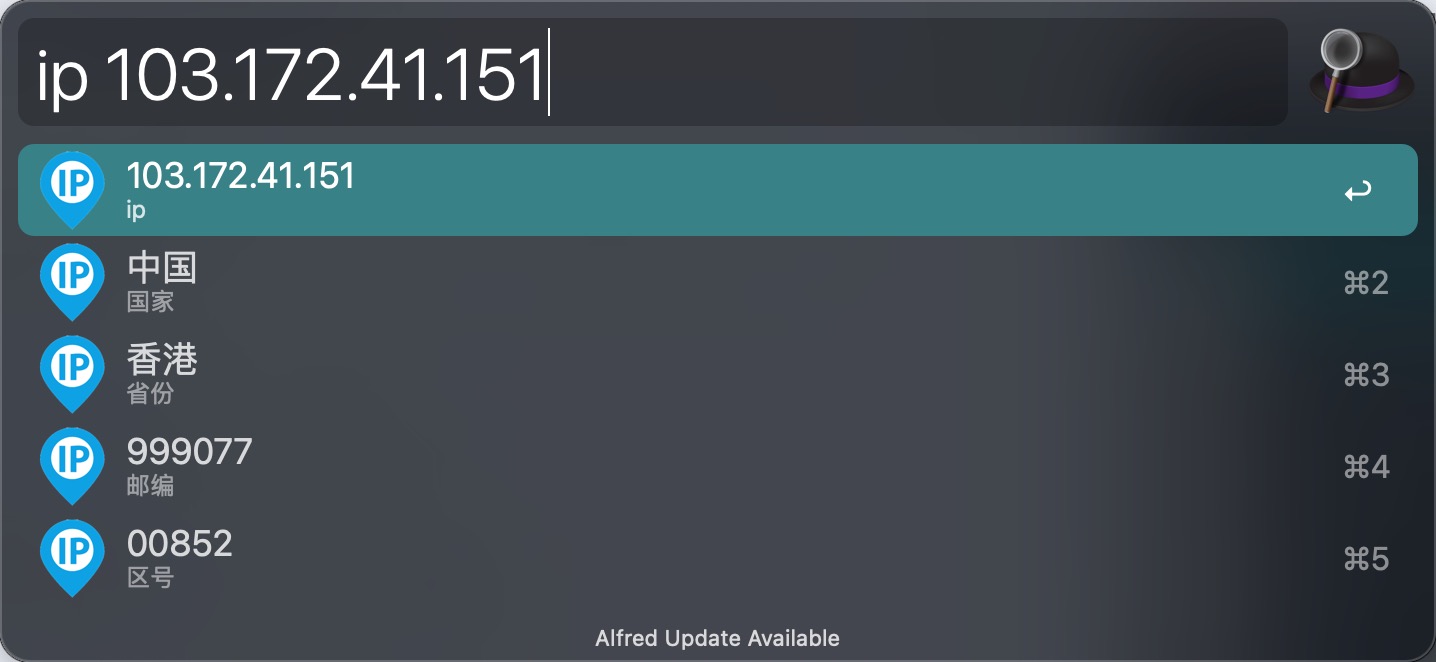 ip 103.172.41.151
IP
103.172.41.151
ip
IP
中国
国家
⌘2
IP
香港
省份
⌘3
IP
999077
邮编
⌘4
IP
00852
区号
⌘5
Alfred Update Available